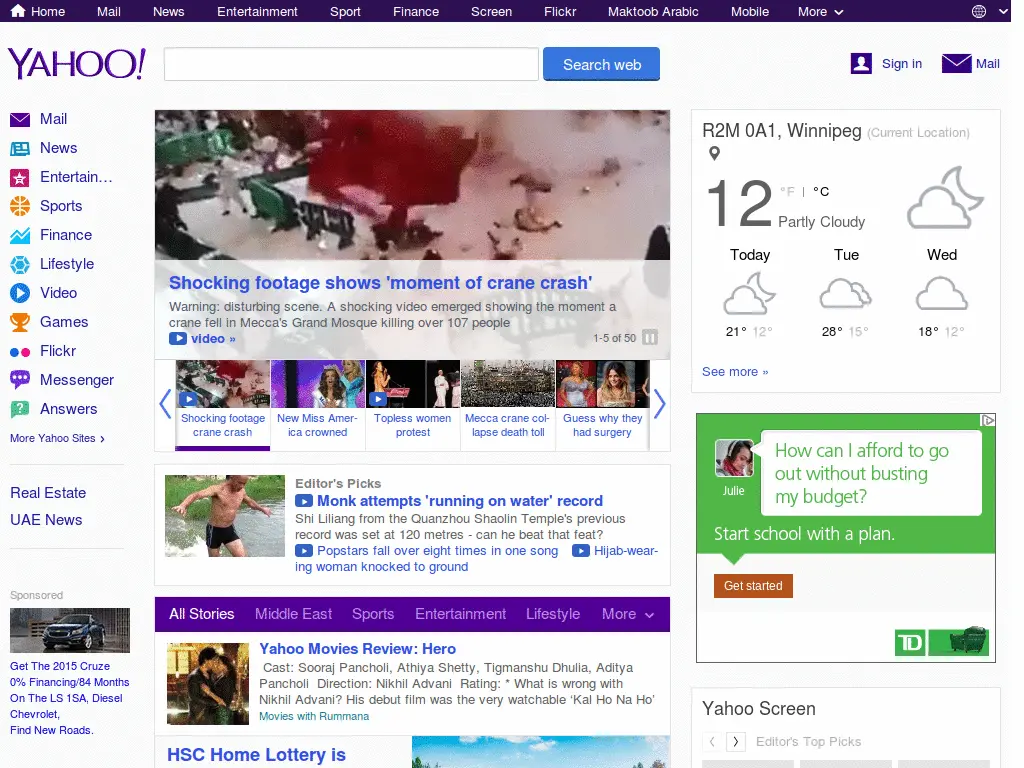 Home Mail News Entertainment Sport Finance Screen Flickr Maktoob Arabic Mobile More
YAHOO!
Search web
Sign in
Mail
Mail
News
Entertain...
Sports
Finance
Lifestyle
Video
Games
Flickr
Messenger
Answers
More Yahoo Sites ›
Real Estate
UAE News
Sponsored
Get The 2015 Cruze
0% Financing/84 Months
On The LS 1SA, Diesel
Chevrolet,
Find New Roads.
Shocking footage shows 'moment of crane crash'
Warning: disturbing scene. A shocking video emerged showing the moment a
crane fell in Mecca's Grand Mosque killing over 107 people
video »
1-5 of 50
Shocking footage
crane crash
New Miss Amer-
ica crowned
Topless women
protest
Mecca crane col-
lapse death toll
Guess why they
had surgery
Editor's Picks
Monk attempts 'running on water' record
Shi Liliang from the Quanzhou Shaolin Temple's previous
record was set at 120 metres - can he beat that feat?
Popstars fall over eight times in one song Hijab-wear-
ing woman knocked to ground
All Stories Middle East Sports Entertainment Lifestyle More
Yahoo Movies Review: Hero
Cast: Sooraj Pancholi, Athiya Shetty, Tigmanshu Dhulia, Aditya
Pancholi Direction: Nikhil Advani Rating: * What is wrong with
Nikhil Advani? His debut film was the very watchable ‘Kal Ho Na Ho’
Movies with Rummana
HSC Home Lottery is
R2M 0A1, Winnipeg (Current Location)
12 °F | °C
Partly Cloudy
Today Tue Wed
21° 12° 28° 15° 18° 12°
See more »
How can I afford to go
out without busting
my budget?
Julie
Start school with a plan.
Get started
TD
Yahoo Screen
‹ › Editor's Top Picks